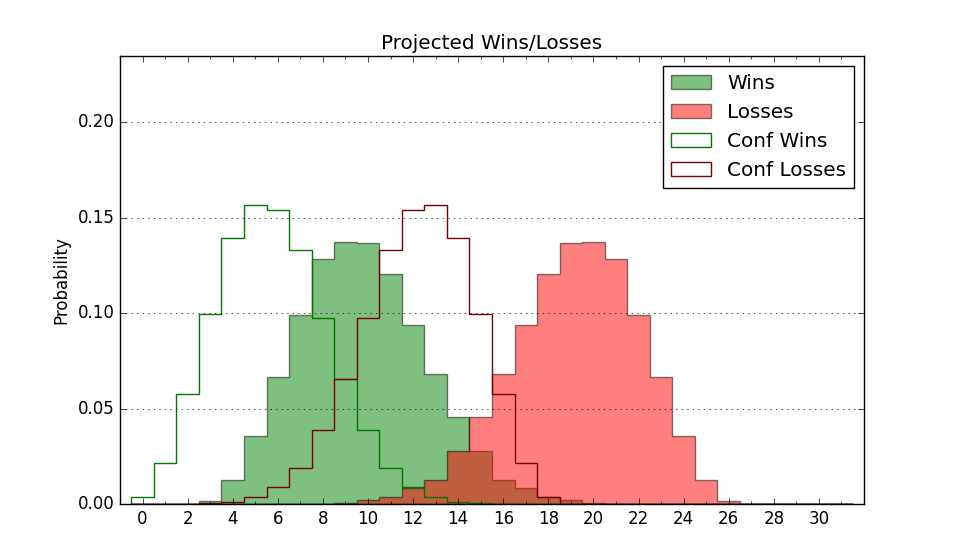 Projected Wins/Losses
Wins
Losses
Conf Wins
Conf Losses
Probability
0.20
0.15
0.10
0.05
0.00
0 2 4 6 8 10 12 14 16 18 20 22 24 26 28 30